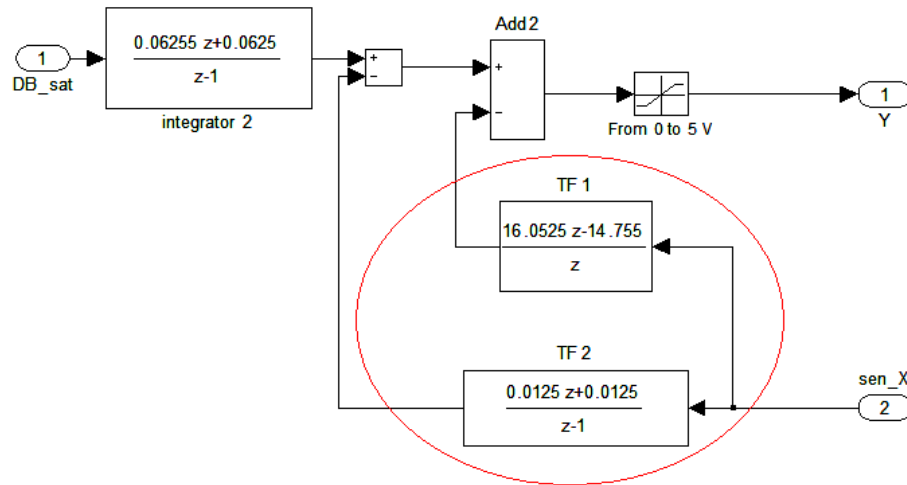 Add 2
1
DB_sat
0.06255 z+0.0625
z-1
integrator 2
+
−
+
−
From 0 to 5 V
1
Y
TF 1
16.0525 z-14.755
z
TF 2
0.0125 z+0.0125
z-1
sen_X
2